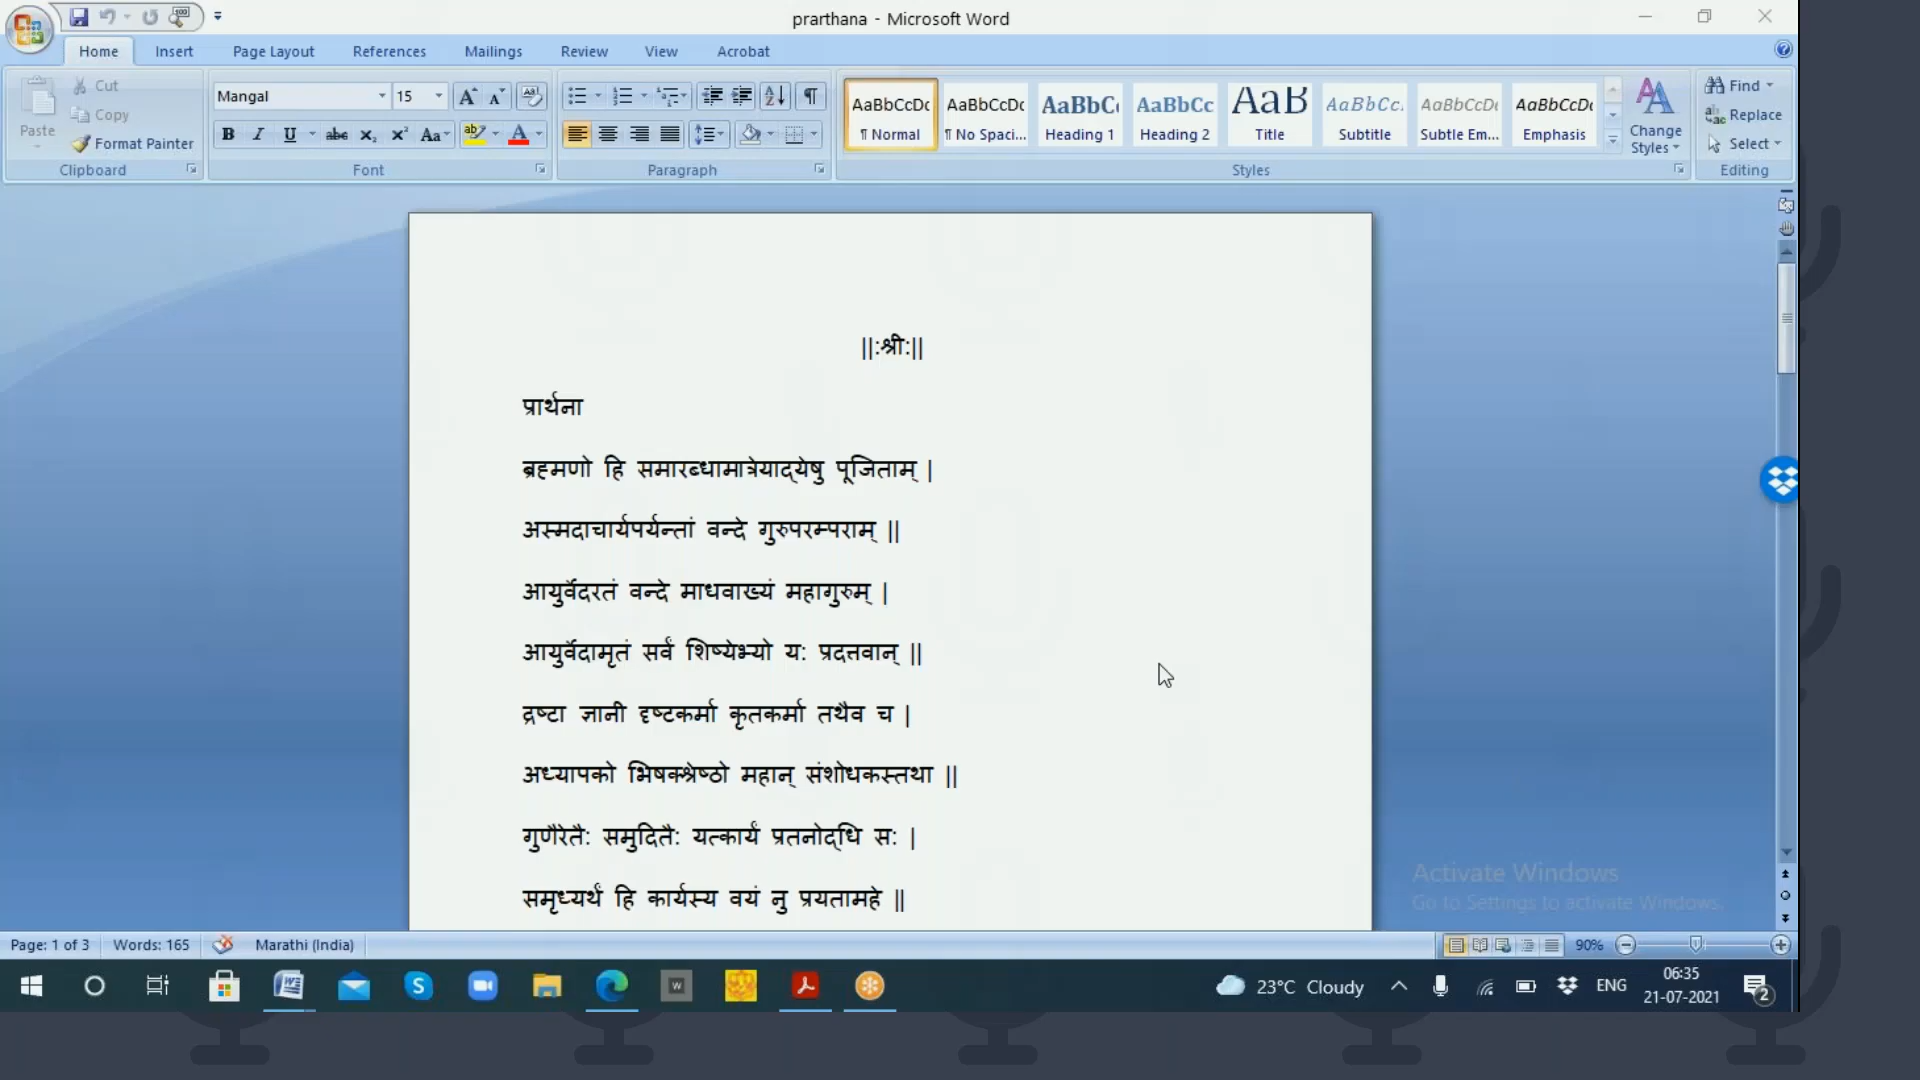 prarthana - Microsoft Word
Home Insert Page Layout References Mailings Review View Acrobat
Paste
Cut
Copy
Format Painter
Clipboard
Mangal 15
Font
Paragraph
AaBbCcDc AaBbCcDc AaBbC AaBbCc AaB AaBbCc. AaBbCcDc AaBbCcDc
¶ Normal ¶ No Spaci... Heading 1 Heading 2 Title Subtitle Subtle Em... Emphasis
Change Styles
Styles
Find
Replace
Select
Editing
||:श्री:||
प्रार्थना
ब्रह्मणो हि समारब्धामात्रेयाद्येषु पूजिताम् |
अस्मदाचार्यपर्यन्तां वन्दे गुरुपरम्पराम् ||
आयुर्वेदरतं वन्दे माधवाख्यं महागुरुम् |
आयुर्वेदामृतं सर्वं शिष्येभ्यो य: प्रदत्तवान् ||
द्रष्टा ज्ञानी दृष्टकर्मा कृतकर्मा तथैव च |
अध्यापको भिषक्श्रेष्ठो महान् संशोधकस्तथा ||
गुणैरेतै: समुदितै: यत्कार्यं प्रतनोद्धि स: |
समृध्यर्थं हि कार्यस्य वयं नु प्रयतामहे ||
Activate Windows
Go to Settings to activate Windows.
Page: 1 of 3 Words: 165 Marathi (India) 90%
23°C Cloudy ENG 06:35
21-07-2021 2